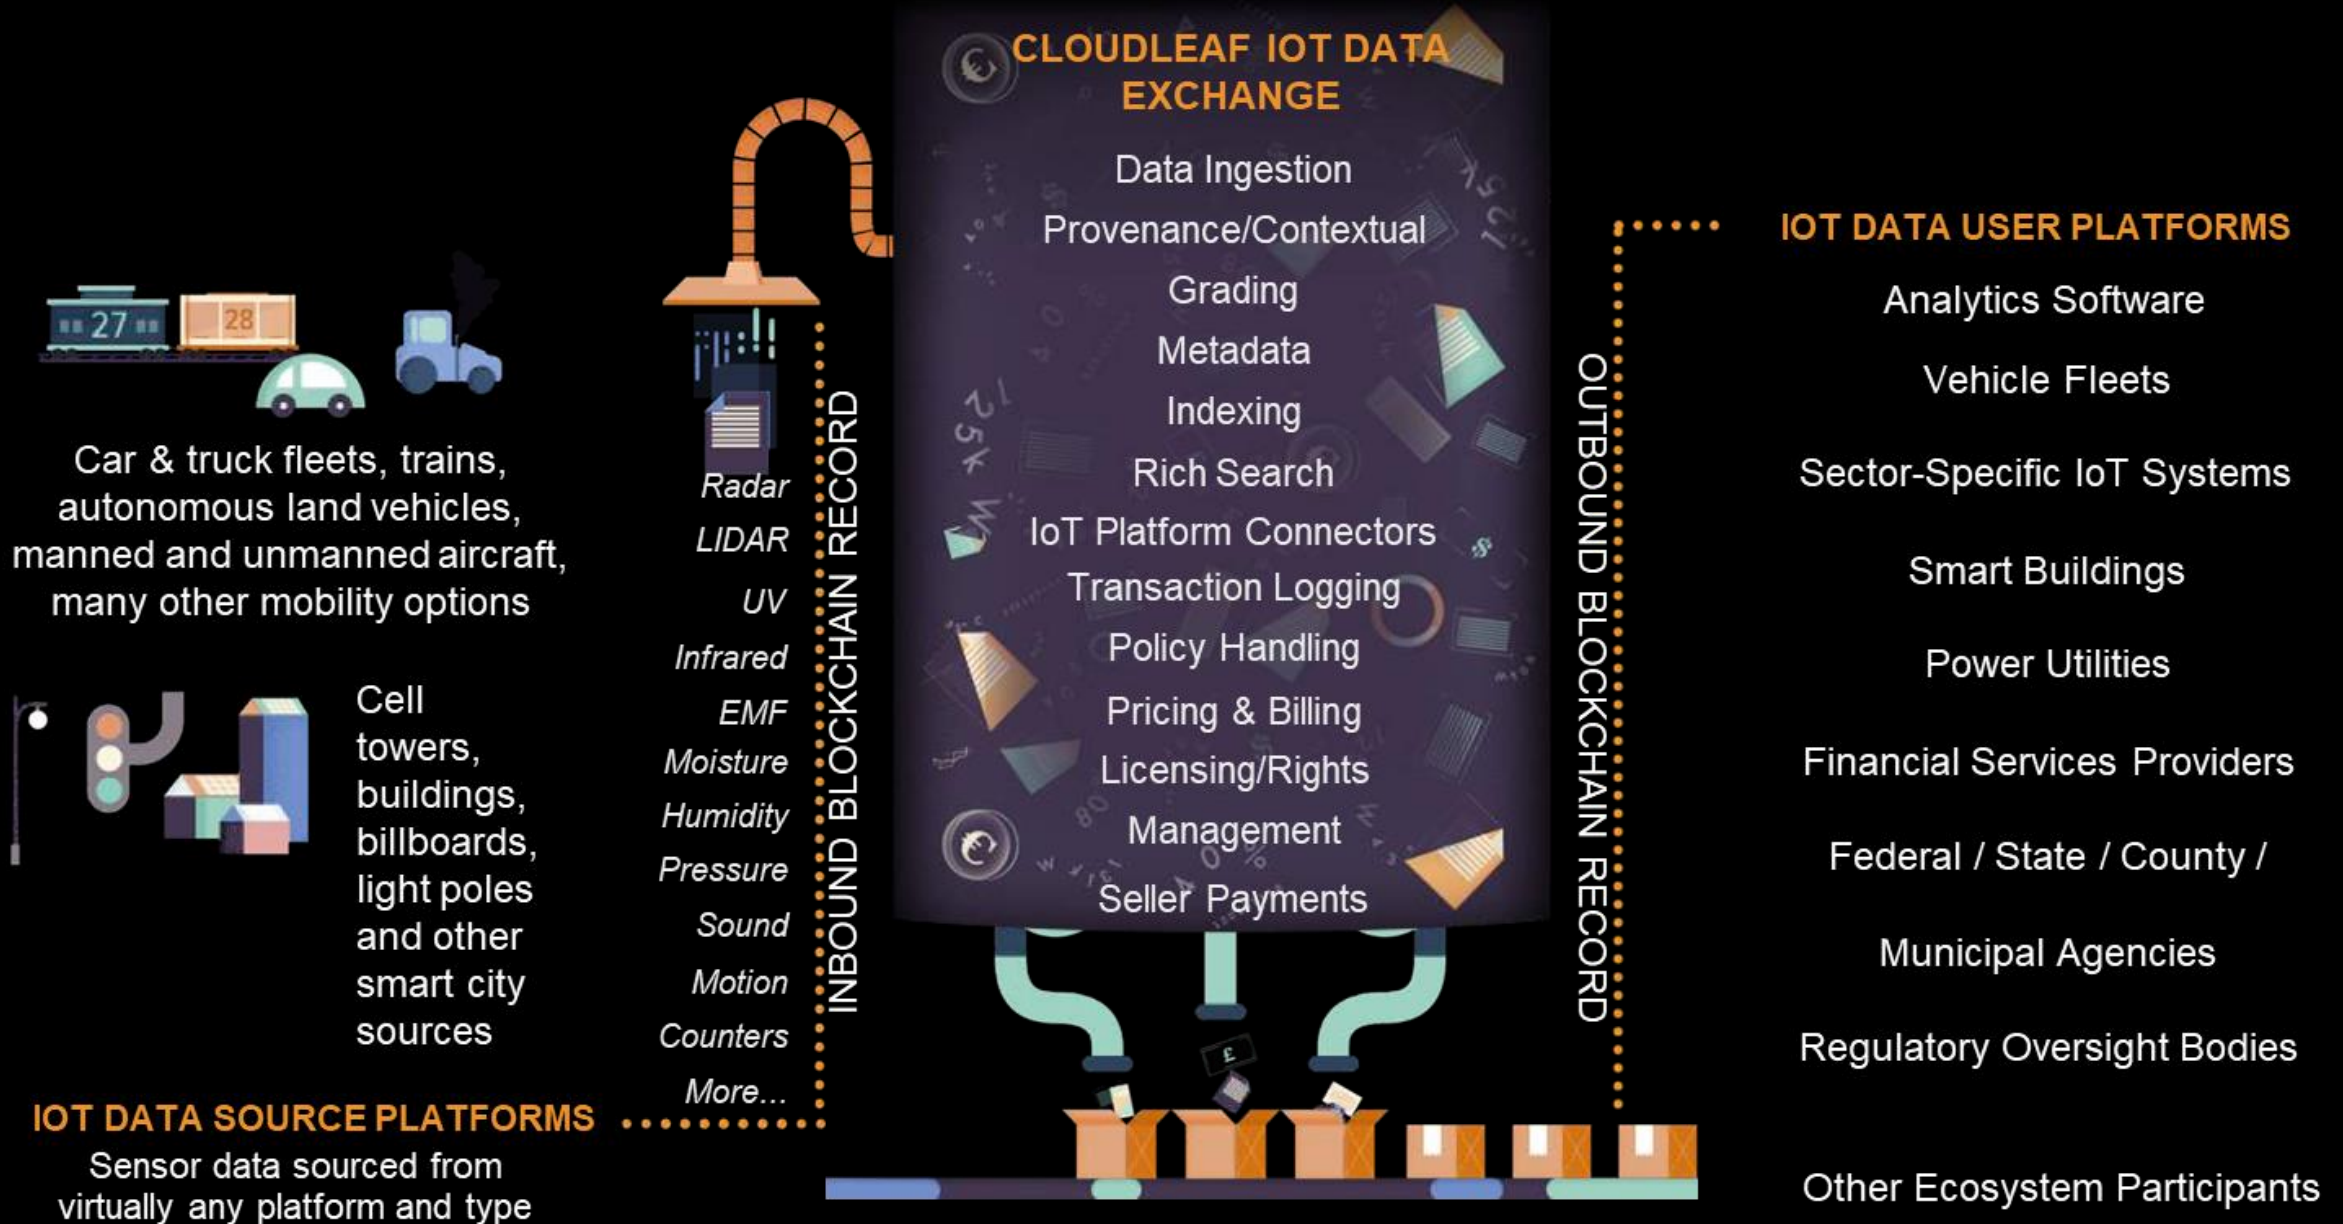 CLOUDLEAF IOT DATA
EXCHANGE
Data Ingestion
Provenance/Contextual
Grading
Metadata
Indexing
Rich Search
IoT Platform Connectors
Transaction Logging
Policy Handling
Pricing & Billing
Licensing/Rights
Management
Seller Payments
27
28
Car & truck fleets, trains,
autonomous land vehicles,
manned and unmanned aircraft,
many other mobility options
Cell
towers,
buildings,
billboards,
light poles
and other
smart city
sources
IOT DATA SOURCE PLATFORMS
Sensor data sourced from
virtually any platform and type
Radar
LIDAR
UV
Infrared
EMF
Moisture
Humidity
Pressure
Sound
Motion
Counters
More...
INBOUND BLOCKCHAIN RECORD
125k
125k
£
$
OUTBOUND BLOCKCHAIN RECORD
IOT DATA USER PLATFORMS
Analytics Software
Vehicle Fleets
Sector-Specific IoT Systems
Smart Buildings
Power Utilities
Financial Services Providers
Federal / State / County /
Municipal Agencies
Regulatory Oversight Bodies
Other Ecosystem Participants